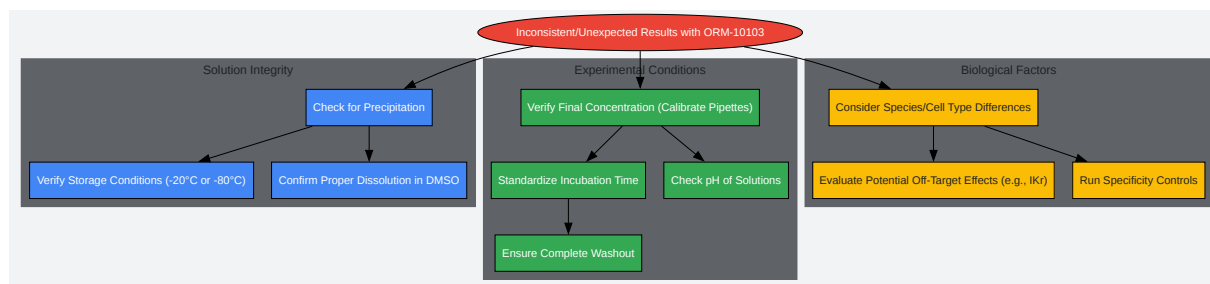 Inconsistent/Unexpected Results with ORM-10103
Solution Integrity
Experimental Conditions
Biological Factors
Check for Precipitation
Verify Final Concentration (Calibrate Pipettes)
Consider Species/Cell Type Differences
Verify Storage Conditions (-20°C or -80°C)
Confirm Proper Dissolution in DMSO
Standardize Incubation Time
Check pH of Solutions
Evaluate Potential Off-Target Effects (e.g., IKr)
Run Specificity Controls
Ensure Complete Washout